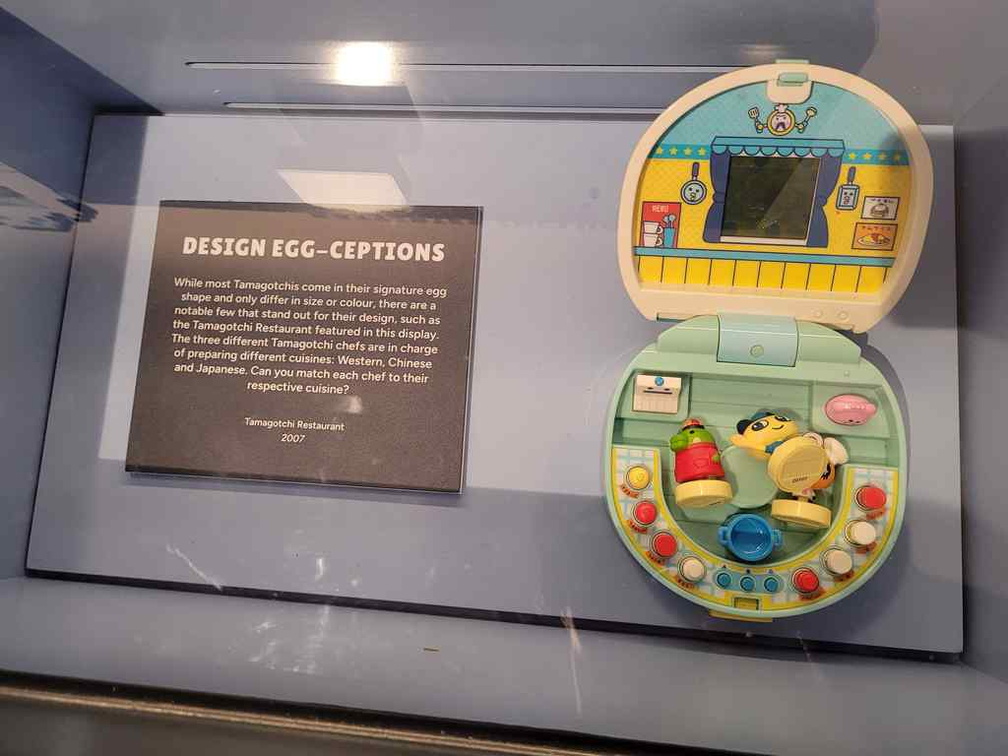 DESIGN EGG-CEPTIONS
While most Tamagotchis come in their signature egg
shape and only differ in size or colour, there are a
notable few that stand out for their design, such as
the Tamagotchi Restaurant featured in this display.
The three different Tamagotchi chefs are in charge
of preparing different cuisines: Western, Chinese
and Japanese. Can you match each chef to their
respective cuisine?
Tamagotchi Restaurant
2007
MENU